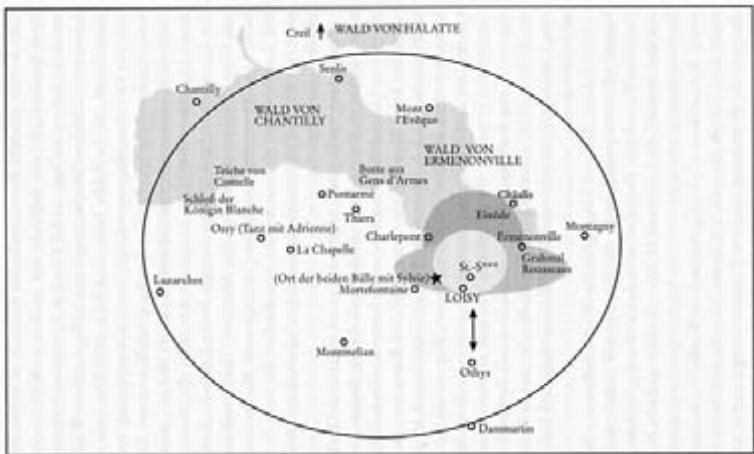 Creil
WALD VON HALATTE
Senlis
Chantilly
WALD VON
CHANTILLY
Mont
l'Evêque
WALD VON
ERMENONVILLE
Teiche von
Comelle
Butte aux
Gens d'Armes
Schloß der
Königin Blanche
Pontarmé
Thiers
Châalis
Einöde
Orry (Tanz mit Adrienne)
La Chapelle
Charlepont
Ermenonville
Montagny
Grabmal
Rousseaus
St.-S***
(Ort der beiden Bälle mit Sylvie)
Luzarches
Mortefontaine
LOISY
Montmelian
Othys
Dammartin